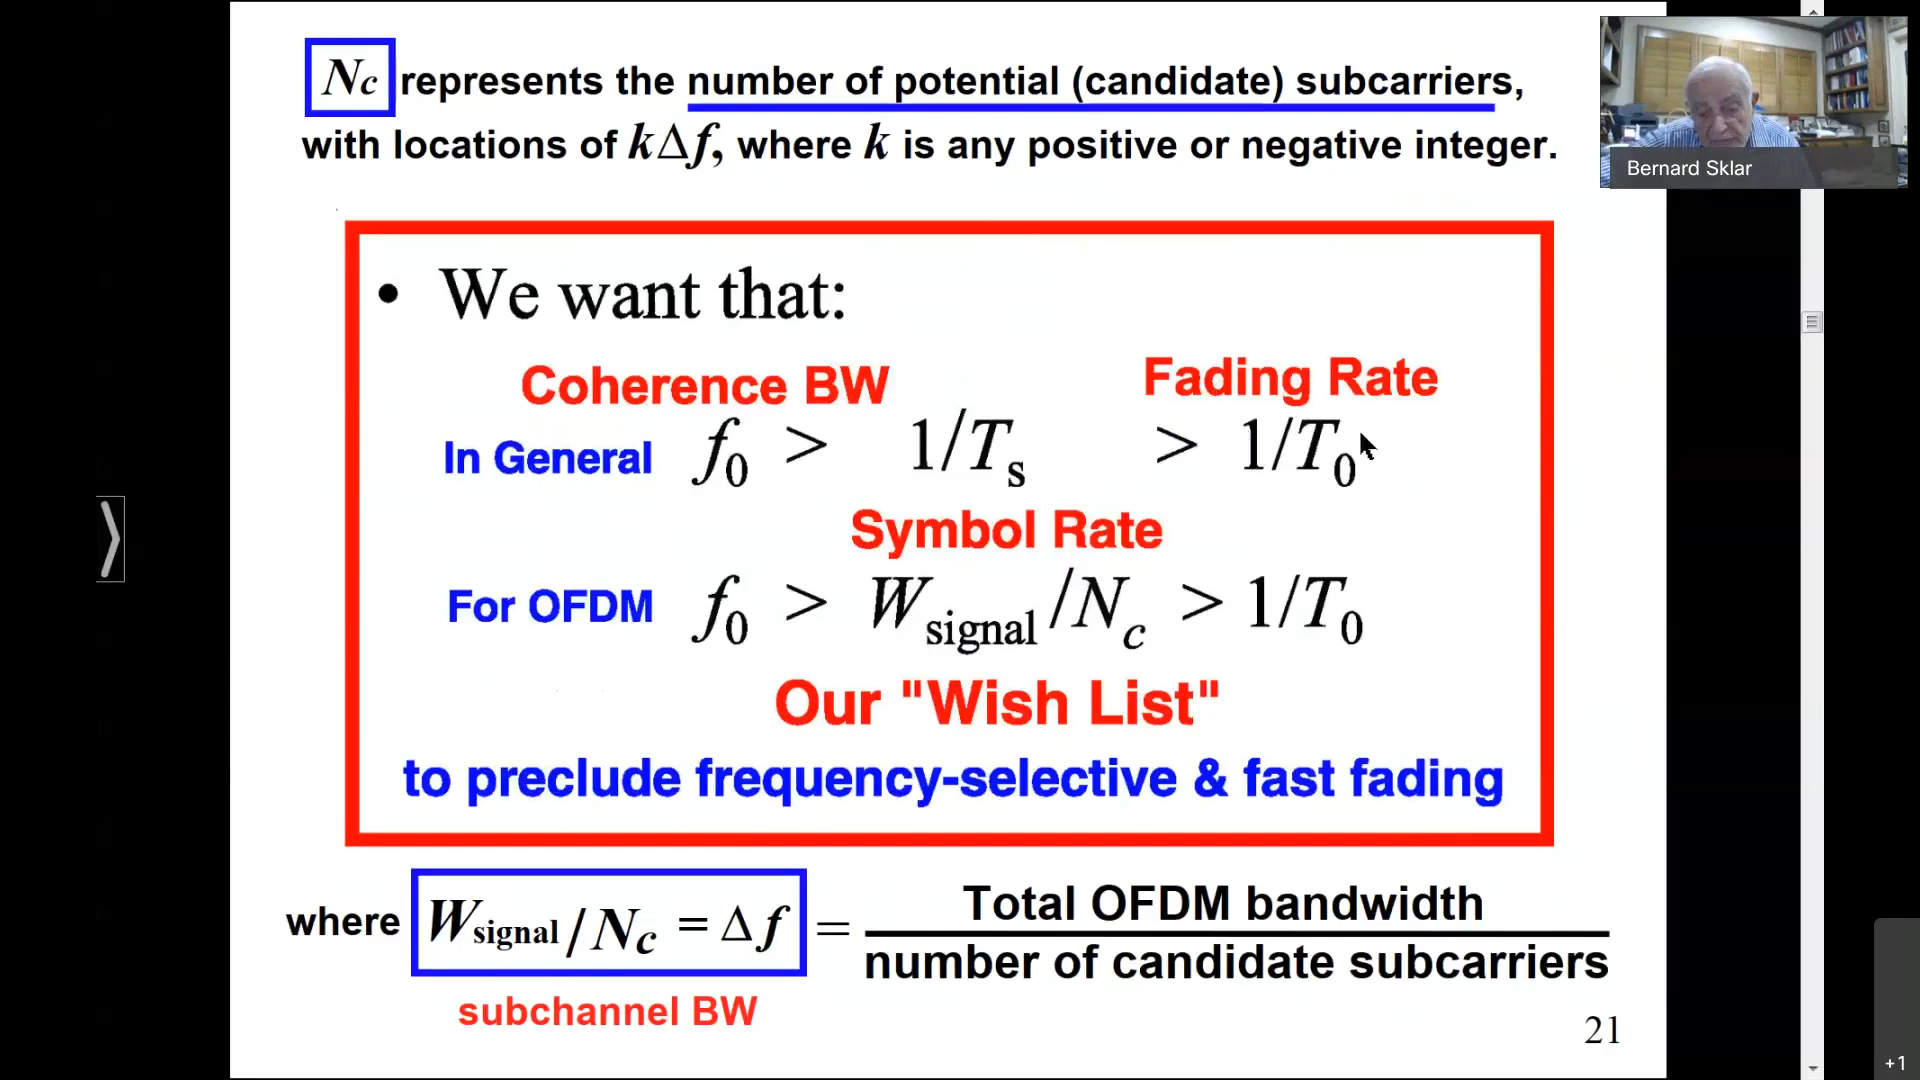 Nc represents the number of potential (candidate) subcarriers,
with locations of kΔf, where k is any positive or negative integer.
Bernard Sklar
• We want that:
Coherence BW Fading Rate
In General f0 > 1/Ts > 1/T0
Symbol Rate
For OFDM f0 > Wsignal/Nc > 1/T0
Our "Wish List"
to preclude frequency-selective & fast fading
where Wsignal/Nc = Δf = Total OFDM bandwidth
number of candidate subcarriers
subchannel BW
21
+1